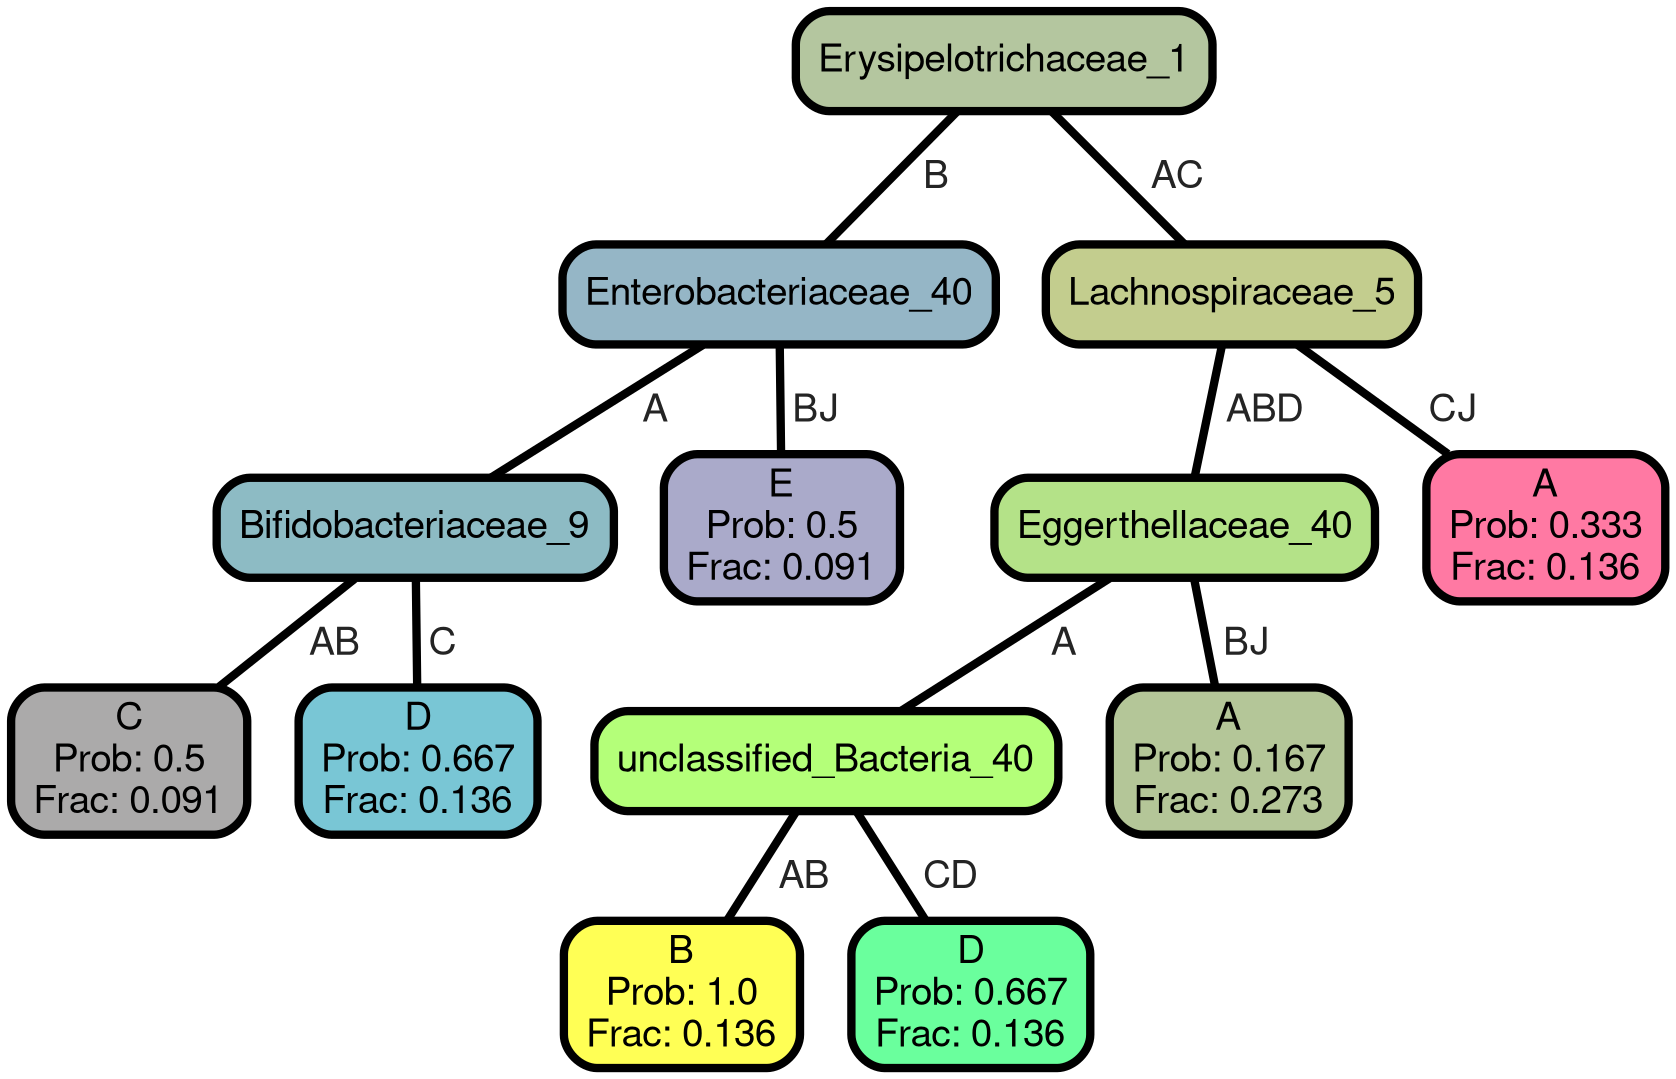 Erysipelotrichaceae_1
B
AC
Enterobacteriaceae_40
Lachnospiraceae_5
A
BJ
ABD
CJ
Bifidobacteriaceae_9
E
Prob: 0.5
Frac: 0.091
Eggerthellaceae_40
A
Prob: 0.333
Frac: 0.136
AB
C
A
BJ
C
Prob: 0.5
Frac: 0.091
D
Prob: 0.667
Frac: 0.136
unclassified_Bacteria_40
A
Prob: 0.167
Frac: 0.273
AB
CD
B
Prob: 1.0
Frac: 0.136
D
Prob: 0.667
Frac: 0.136